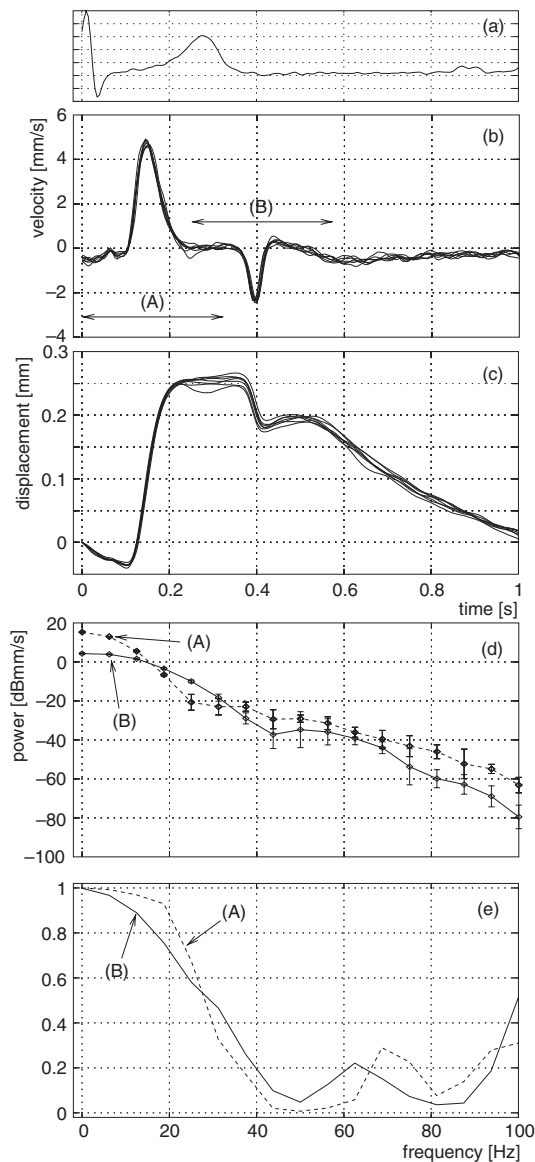 (a)
6
4
2
0
−2
−4
velocity [mm/s]
(b)
(B)
(A)
0.3
0.2
0.1
0
displacement [mm]
(c)
0
0.2
0.4
0.6
0.8
1
time [s]
20
0
−20
−40
−60
−80
−100
power [dBmm/s]
(A)
(B)
(d)
1
0.8
0.6
0.4
0.2
0
(A)
(B)
(e)
0
20
40
60
80
100
frequency [Hz]